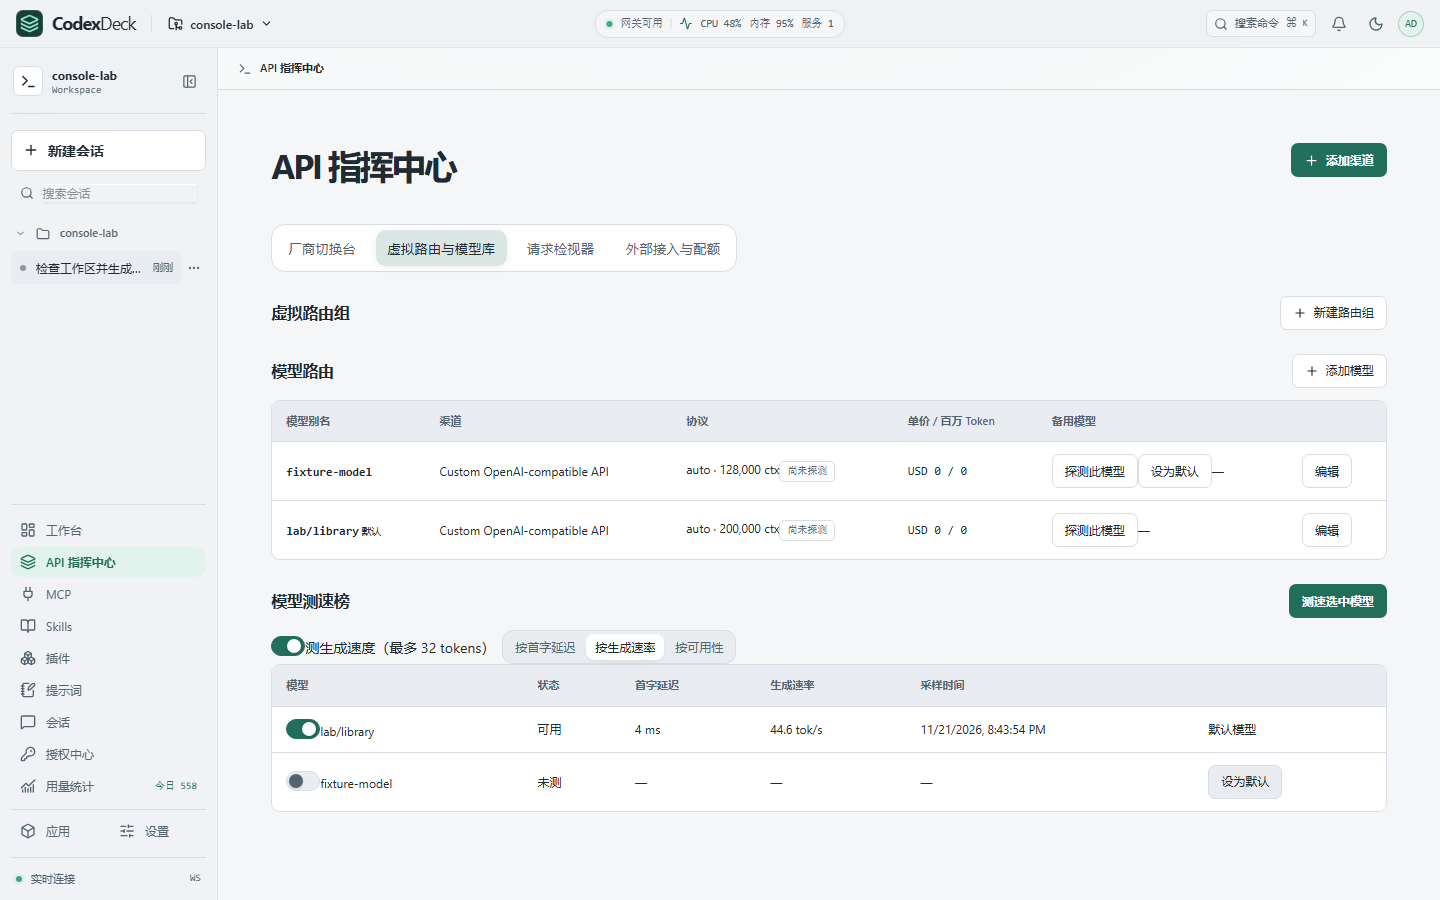 CodexDeck
console-lab
网关可用 CPU 48% 内存 95% 服务 1
搜索命令 ⌘ K
AD
console-lab
Workspace
新建会话
搜索会话
console-lab
检查工作区并生成... 刚刚 ···
工作台
API 指挥中心
MCP
Skills
插件
提示词
会话
授权中心
用量统计 今日 558
应用 设置
实时连接 WS
API 指挥中心
API 指挥中心
添加渠道
厂商切换台 虚拟路由与模型库 请求检视器 外部接入与配额
虚拟路由组
新建路由组
模型路由
添加模型
模型别名 渠道 协议 单价 / 百万 Token 备用模型
fixture-model Custom OpenAI-compatible API auto · 128,000 ctx 尚未探测 USD 0 / 0 探测此模型 设为默认 — 编辑
lab/library 默认 Custom OpenAI-compatible API auto · 200,000 ctx 尚未探测 USD 0 / 0 探测此模型 — 编辑
模型测速榜
测速选中模型
测生成速度（最多 32 tokens） 按首字延迟 按生成速率 按可用性
模型 状态 首字延迟 生成速率 采样时间
lab/library 可用 4 ms 44.6 tok/s 11/21/2026, 8:43:54 PM 默认模型
fixture-model 未测 — — — 设为默认